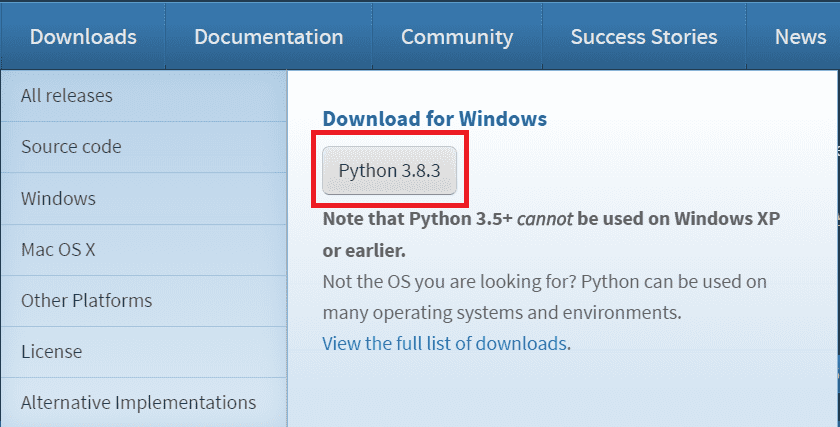 Downloads
Documentation
Community
Success Stories
News
All releases
Source code
Windows
Mac OS X
Other Platforms
License
Alternative Implementations
Download for Windows
Python 3.8.3
Note that Python 3.5+ cannot be used on Windows XP
or earlier.
Not the OS you are looking for? Python can be used on
many operating systems and environments.
View the full list of downloads.